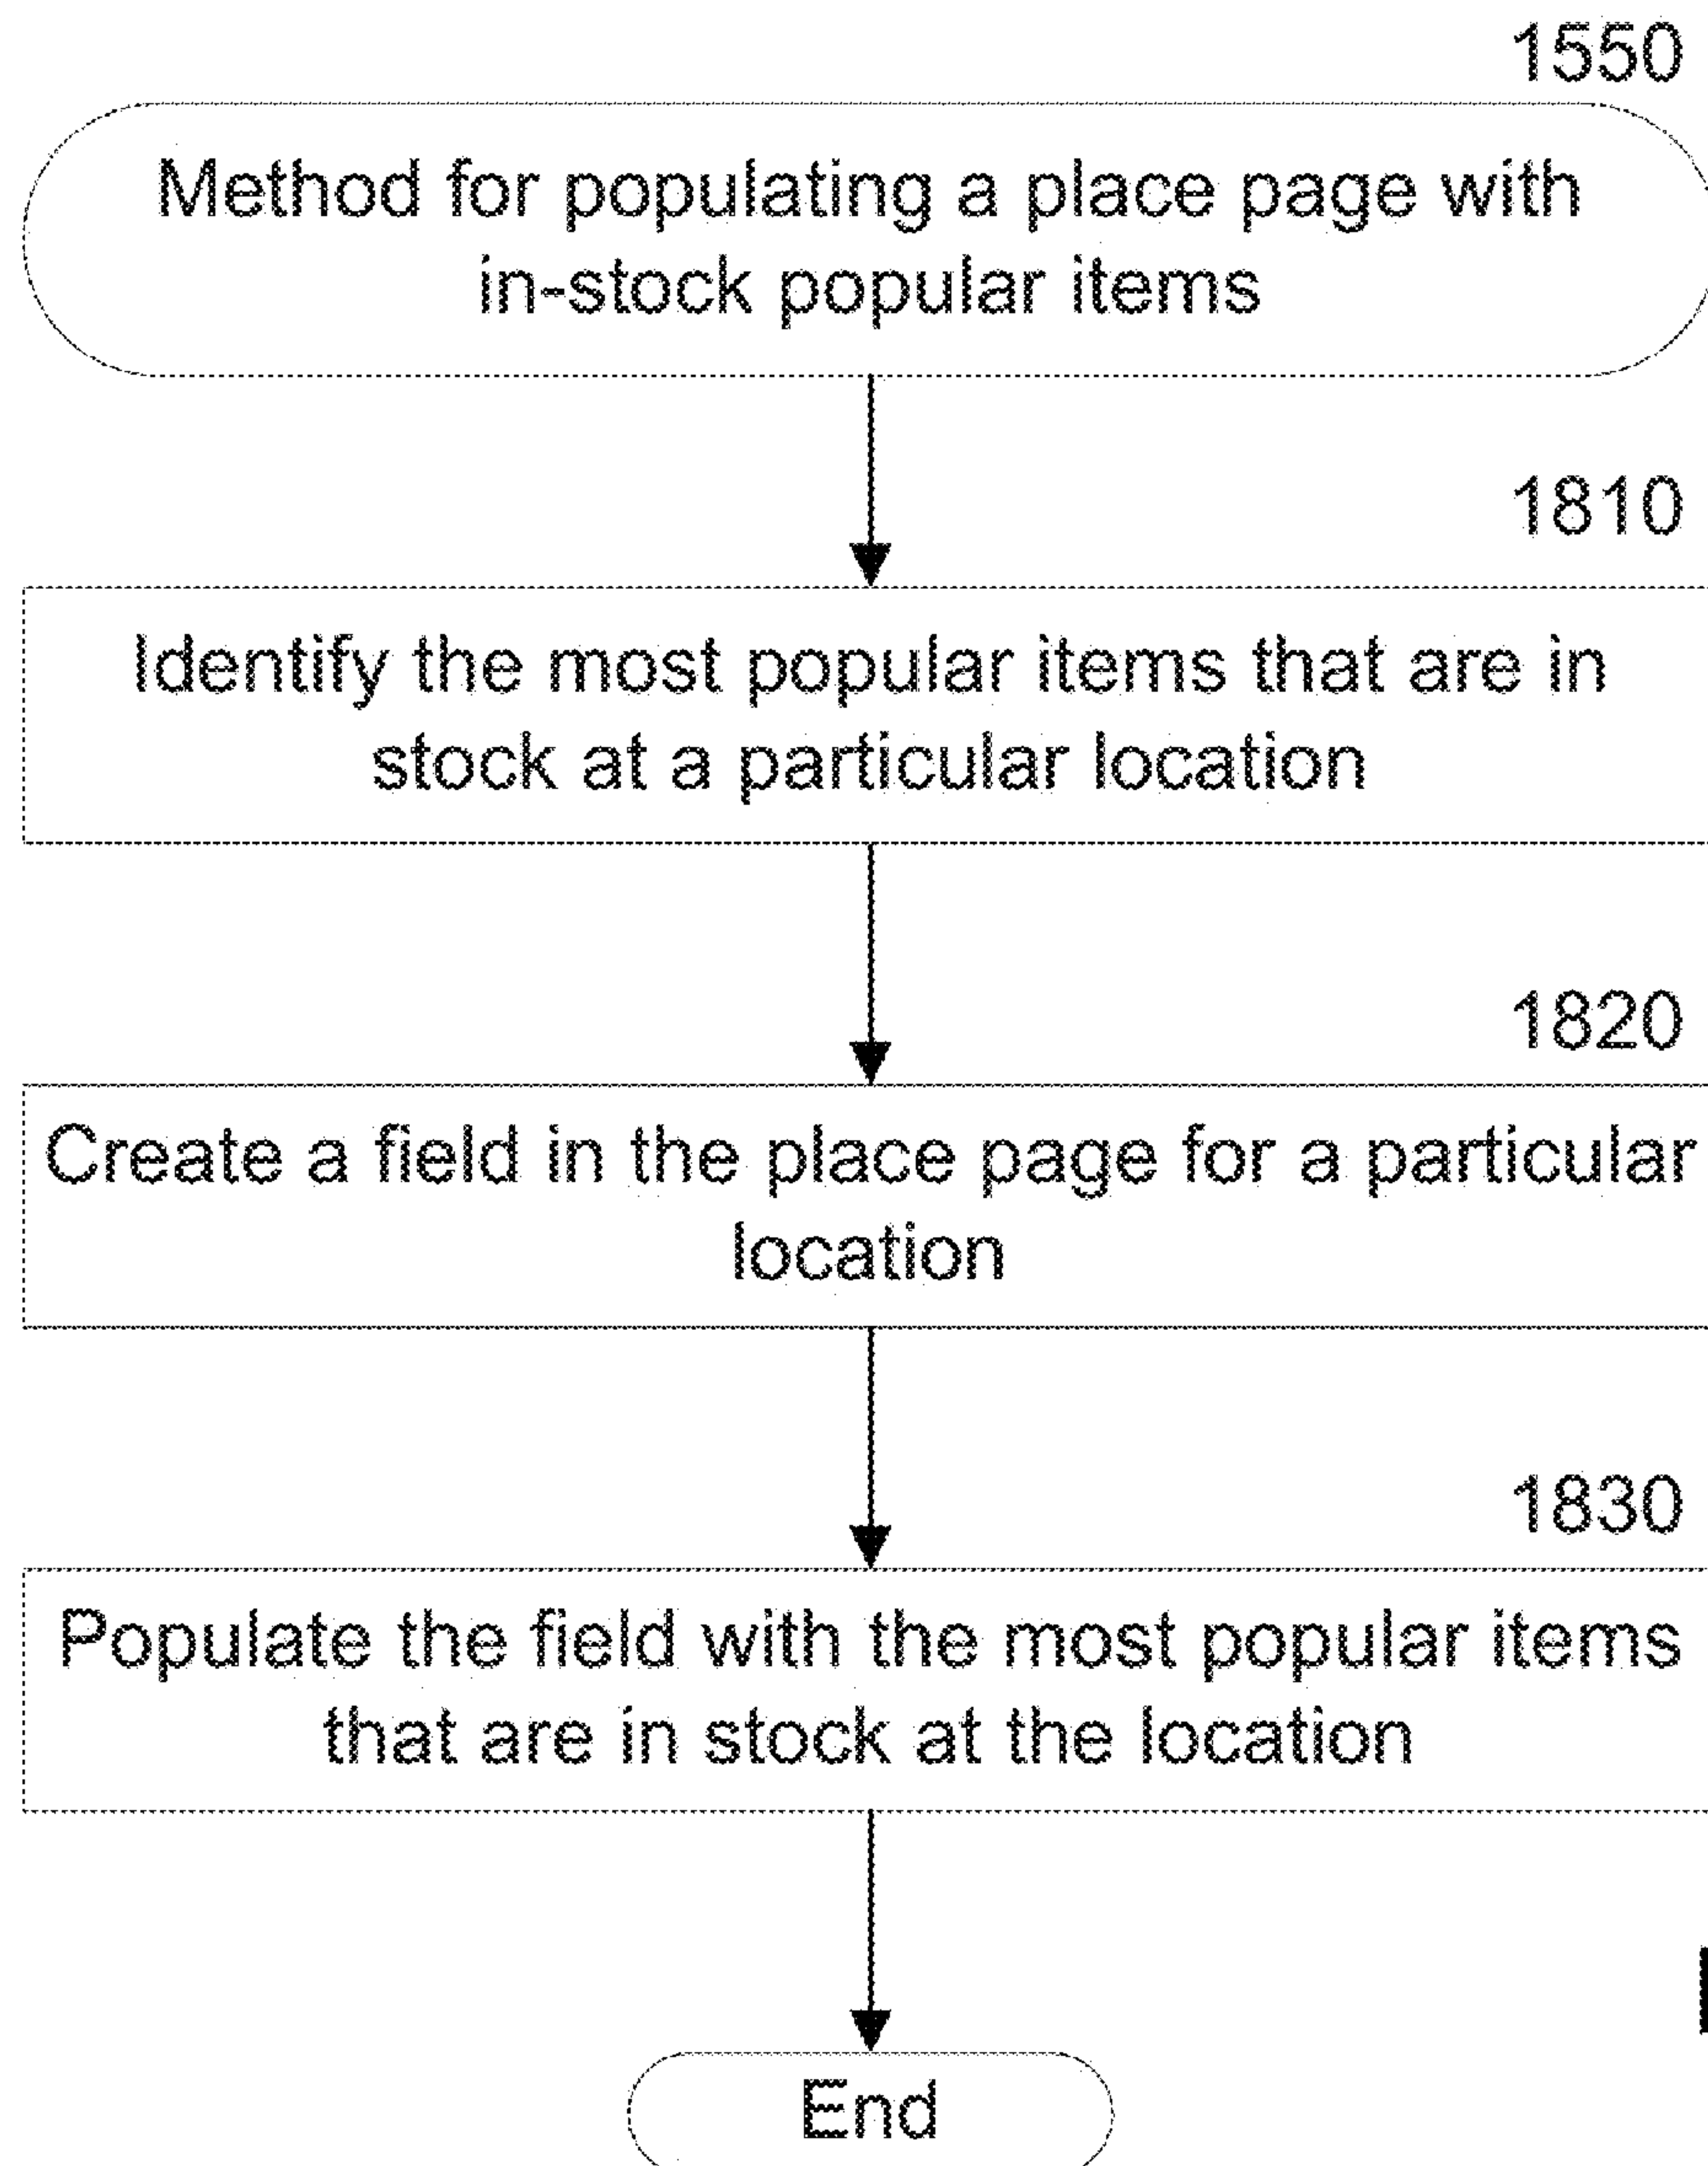 1550
Method for populating a place page with
in-stock popular items
1810
Identify the most popular items that are in
stock at a particular location
1820
Create a field in the place page for a particular
location
1830
Populate the field with the most popular items
that are in stock at the location
End